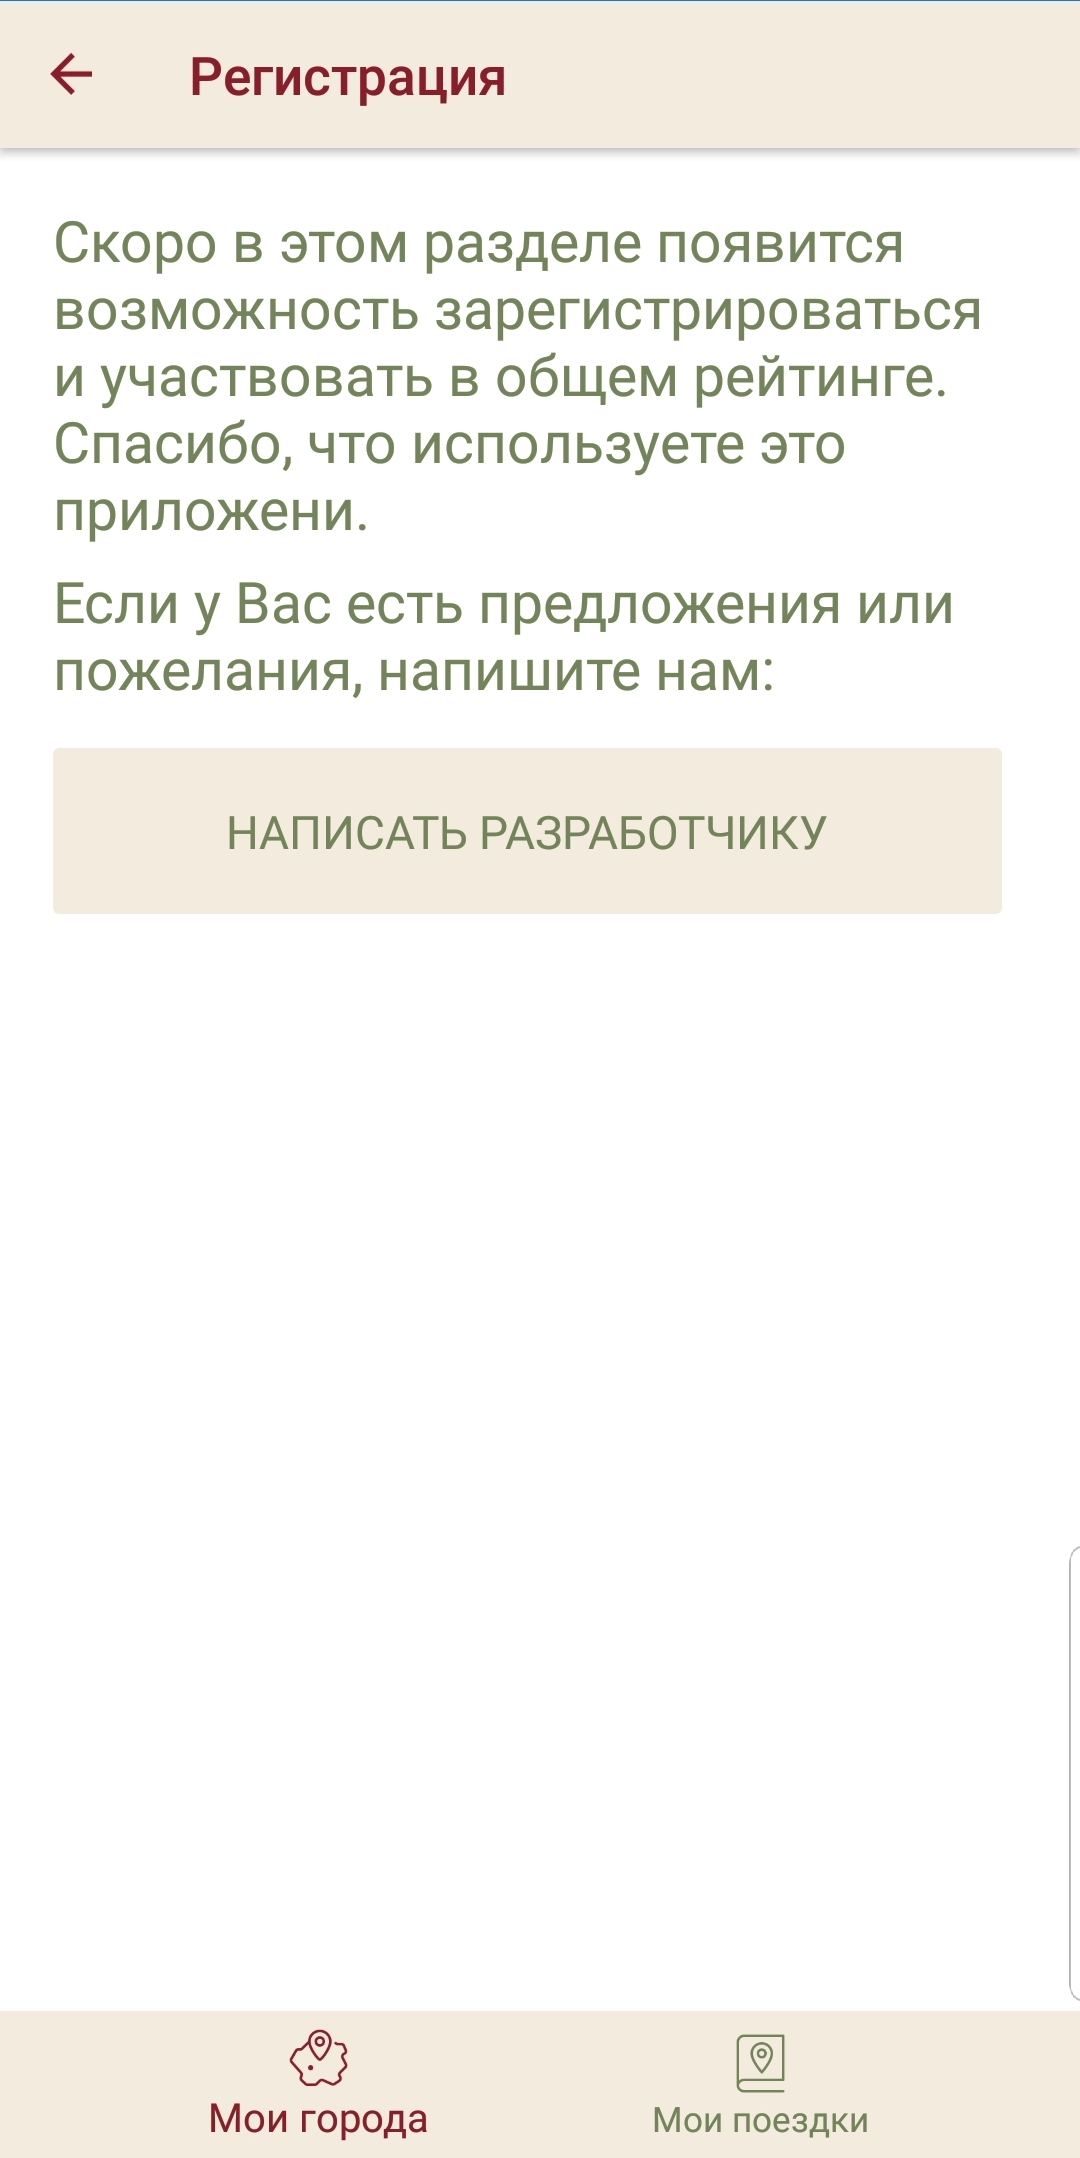 Регистрация
Скоро в этом разделе появится
возможность зарегистрироваться
и участвовать в общем рейтинге.
Спасибо, что используете это
приложени.
Если у Вас есть предложения или
пожелания, напишите нам:
НАПИСАТЬ РАЗРАБОТЧИКУ
Мои города
Мои поездки